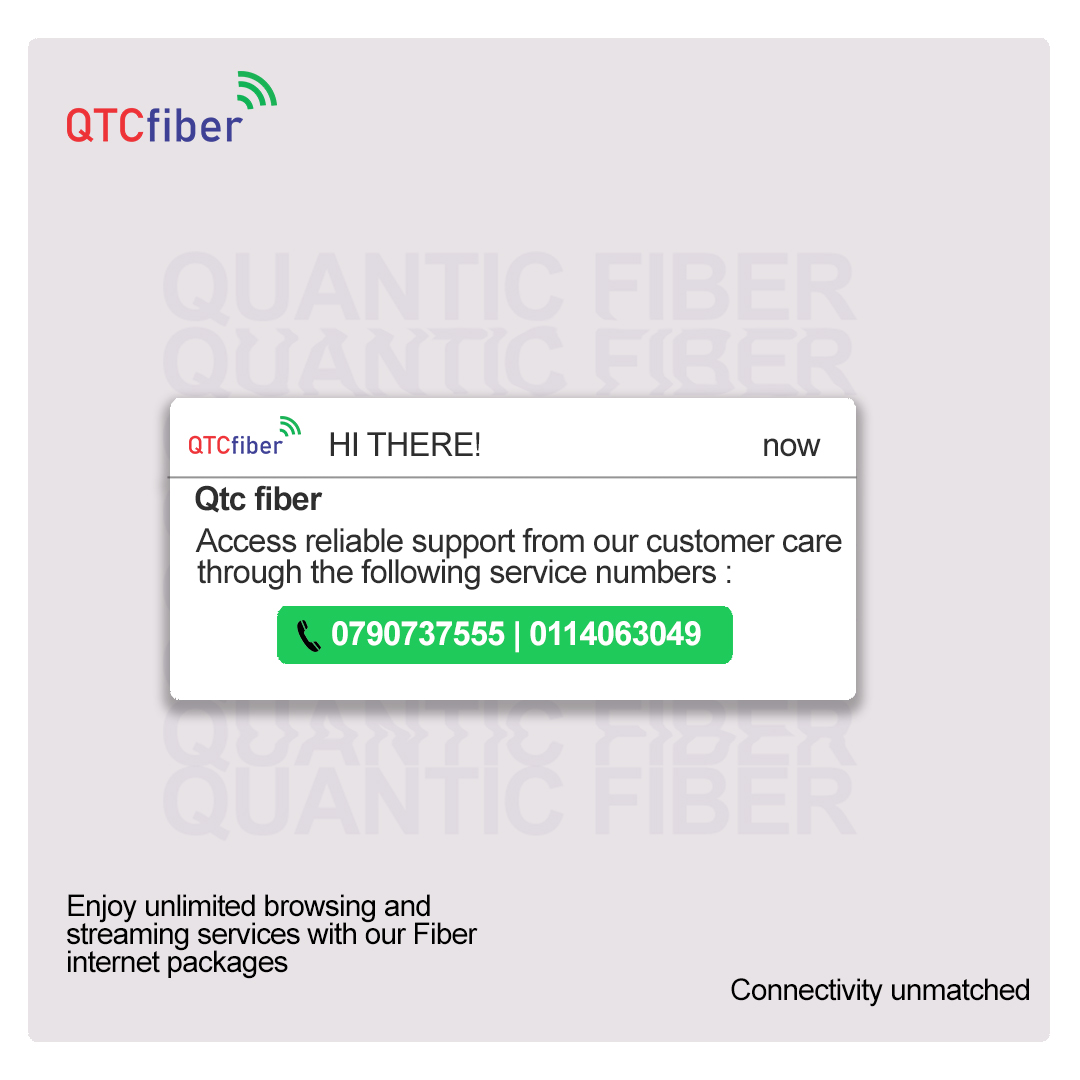 QTCfiber
QUANTIC FIBER
QUANTIC FIBER
QTCfiber HI THERE! now
Qtc fiber
Access reliable support from our customer care
through the following service numbers :
0790737555 | 0114063049
QUANTIC FIBER
QUANTIC FIBER
Enjoy unlimited browsing and
streaming services with our Fiber
internet packages
Connectivity unmatched